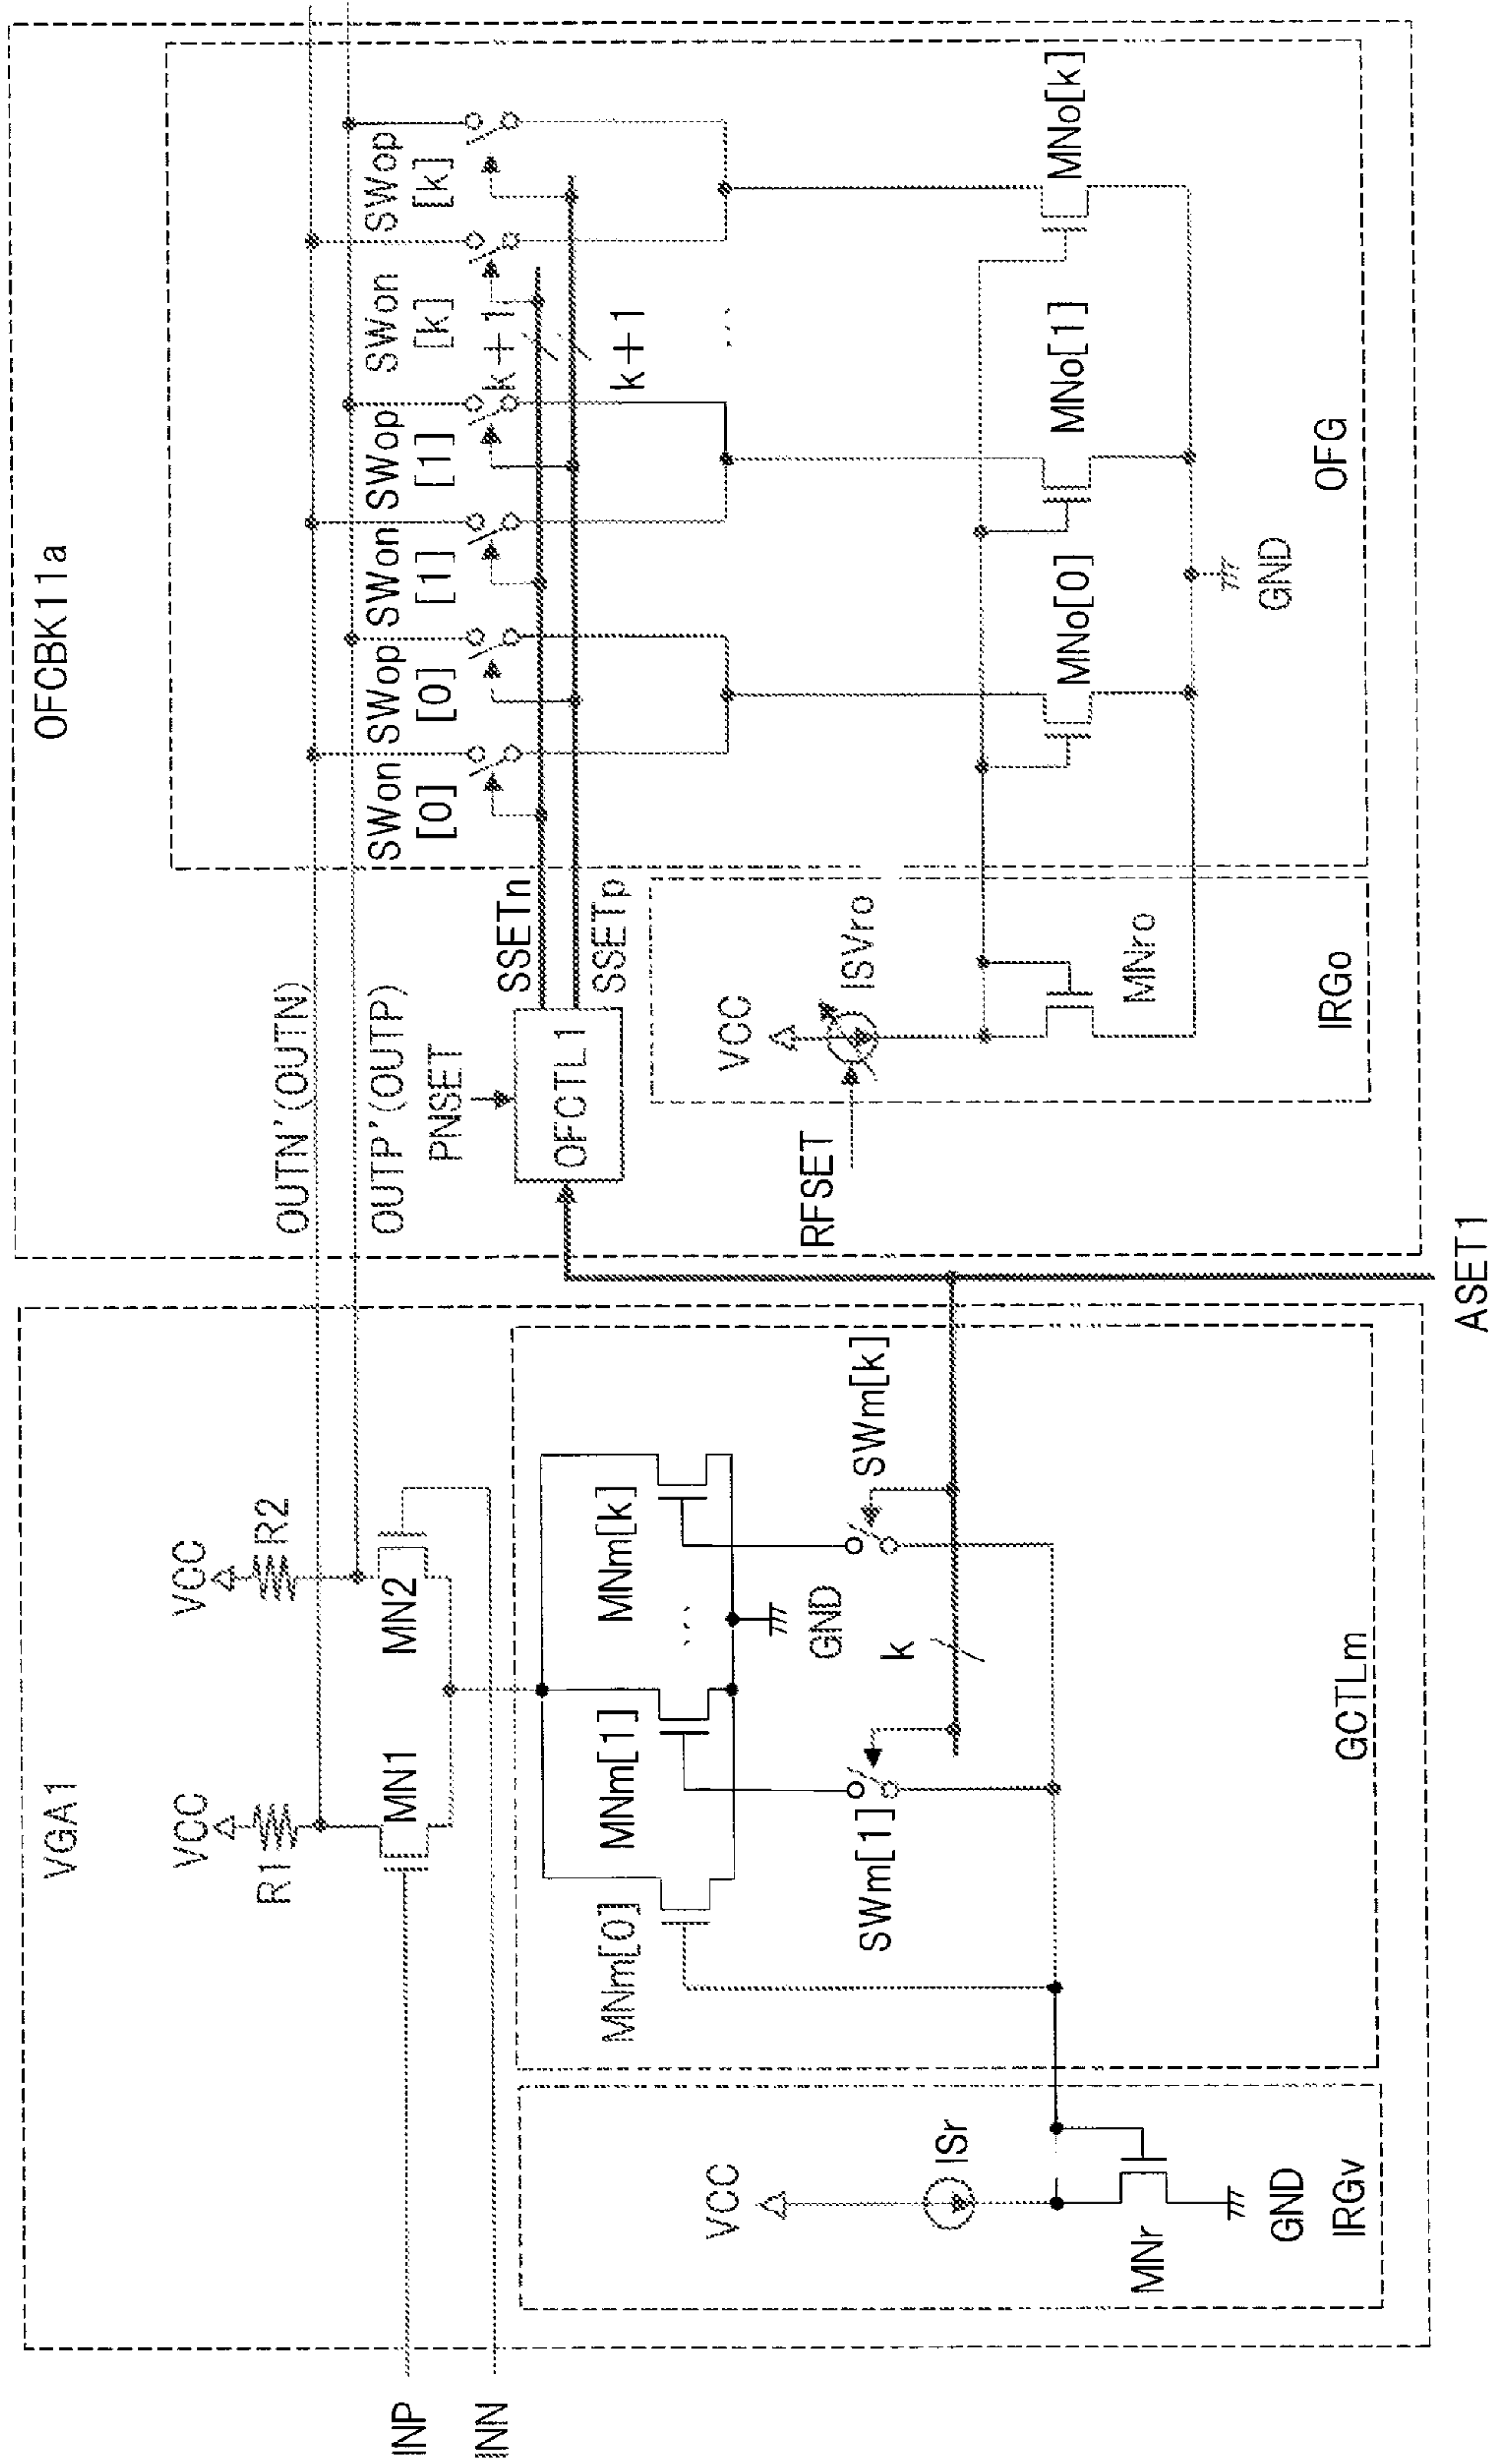 VGA1
VCC
VCC
R1
R2
MN1
MN2
INP
INN
MNm[0]
MNm[1]
MNm[k]
...
GND
SWm[1]
SWm[k]
k
GCTLm
VCC
ISr
MNr
GND
IRGv
ASET1
OFCBK11a
OUTN'(OUTN)
OUTP'(OUTP)
PNSET
OFCTL1
SSETn
SSETp
SWon
[0]
SWop
[0]
SWon
[1]
SWop
[1]
SWon
[k]
SWop
[k]
k+1
k+1
...
RFSET
VCC
ISVro
MNro
IRGo
MNo[0]
MNo[1]
MNo[k]
GND
OFG